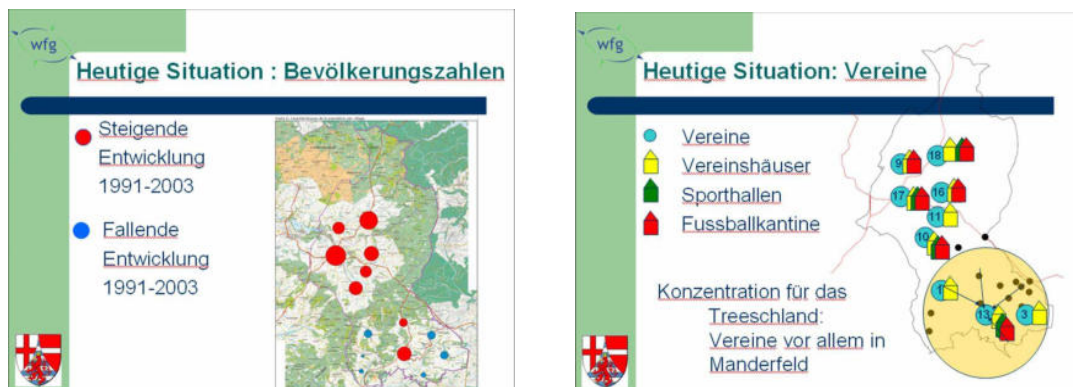 wfg
Heutige Situation : Bevölkerungszahlen
Steigende
Entwicklung
1991-2003
Fallende
Entwicklung
1991-2003
wfg
Heutige Situation: Vereine
Vereine
Vereinshäuser
Sporthallen
Fussballkantine
18
9
17
16
11
10
1
13
3
Konzentration für das
Treeschland:
Vereine vor allem in
Manderfeld